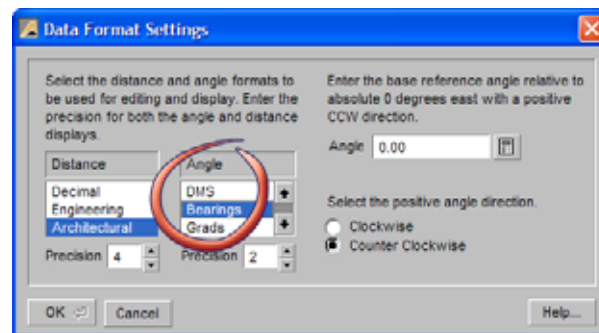 Data Format Settings
Select the distance and angle formats to
be used for editing and display. Enter the
precision for both the angle and distance
displays.
Distance
Angle
Decimal
Engineering
Architectural
DMS
Bearings
Grads
Precision 4
Precision 2
Enter the base reference angle relative to
absolute 0 degrees east with a positive
CCW direction.
Angle 0.00
Select the positive angle direction.
Clockwise
Counter Clockwise
OK
Cancel
Help...